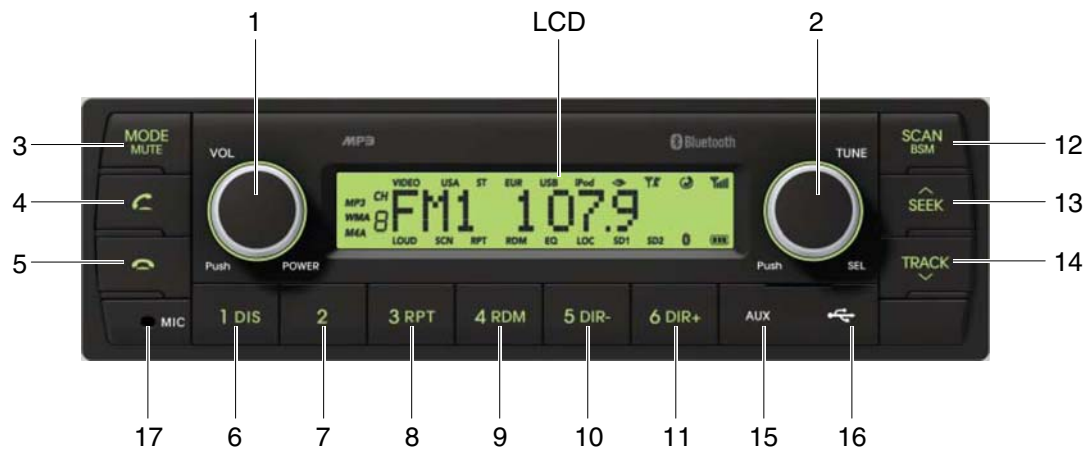 1 LCD 2
3 MODE MUTE
VOL
MP3
Bluetooth
TUNE
SCAN BSM 12
VIDEO USA ST EUR USB iPod
MP3 CH
WMA 8 FM1 107.9
M4A
LOUD SCN RPT RDM EQ LOC SD1 SD2
4
SEEK 13
5
Push POWER
Push SEL
TRACK 14
MIC
1 DIS
2
3 RPT
4 RDM
5 DIR-
6 DIR+
AUX
17 6 7 8 9 10 11 15 16